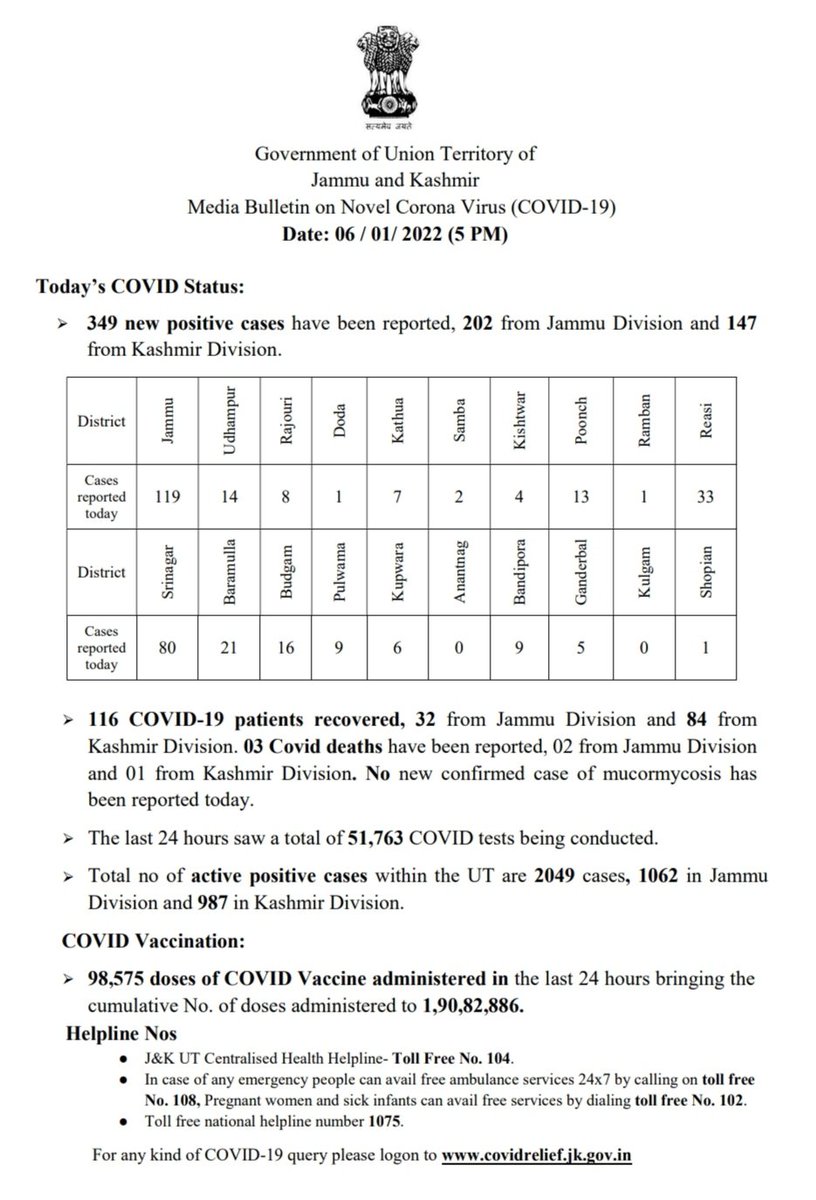 सत्यमेव जयते
Government of Union Territory of
Jammu and Kashmir
Media Bulletin on Novel Corona Virus (COVID-19)
Date: 06 / 01/ 2022 (5 PM)
Today’s COVID Status:
➢ 349 new positive cases have been reported, 202 from Jammu Division and 147
from Kashmir Division.
District Jammu Udhampur Rajouri Doda Kathua Samba Kishtwar Poonch Ramban Reasi
Cases
reported
today
119 14 8 1 7 2 4 13 1 33
District Srinagar Baramulla Budgam Pulwama Kupwara Anantnag Bandipora Ganderbal Kulgam Shopian
Cases
reported
today
80 21 16 9 6 0 9 5 0 1
➢ 116 COVID-19 patients recovered, 32 from Jammu Division and 84 from
Kashmir Division. 03 Covid deaths have been reported, 02 from Jammu Division
and 01 from Kashmir Division. No new confirmed case of mucormycosis has
been reported today.
➢ The last 24 hours saw a total of 51,763 COVID tests being conducted.
➢ Total no of active positive cases within the UT are 2049 cases, 1062 in Jammu
Division and 987 in Kashmir Division.
COVID Vaccination:
➢ 98,575 doses of COVID Vaccine administered in the last 24 hours bringing the
cumulative No. of doses administered to 1,90,82,886.
Helpline Nos
● J&K UT Centralised Health Helpline- Toll Free No. 104.
● In case of any emergency people can avail free ambulance services 24x7 by calling on toll free
No. 108, Pregnant women and sick infants can avail free services by dialing toll free No. 102.
● Toll free national helpline number 1075.
For any kind of COVID-19 query please logon to www.covidrelief.jk.gov.in